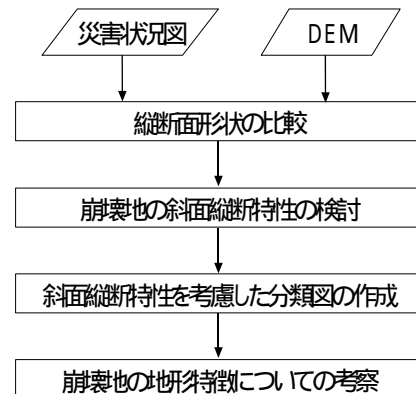 災害状況図
DEM
縦断面形状の比較
崩壊地の斜面縦断特性の検討
斜面縦断特性を考慮した分類図の作成
崩壊地の地形特徴についての考察